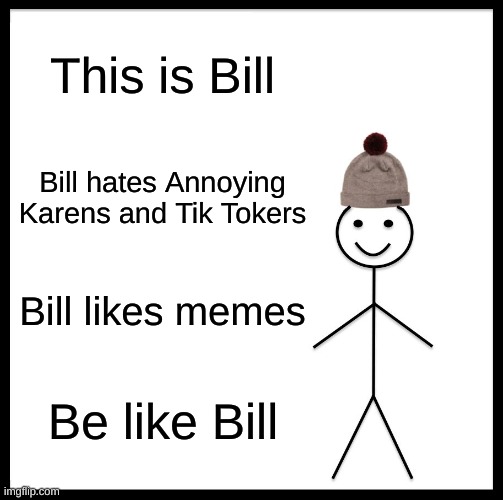 This is Bill
Bill hates Annoying
Karens and Tik Tokers
Bill likes memes
Be like Bill
imgflip.com